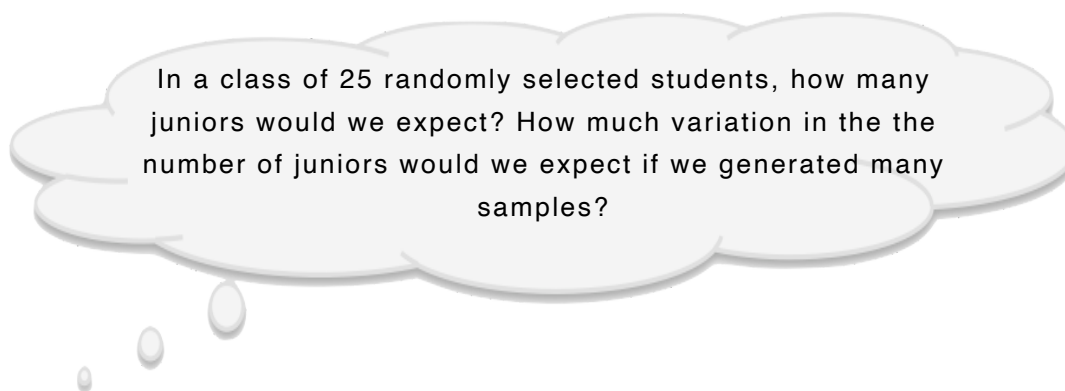 In a class of 25 randomly selected students, how many
juniors would we expect? How much variation in the the
number of juniors would we expect if we generated many
samples?